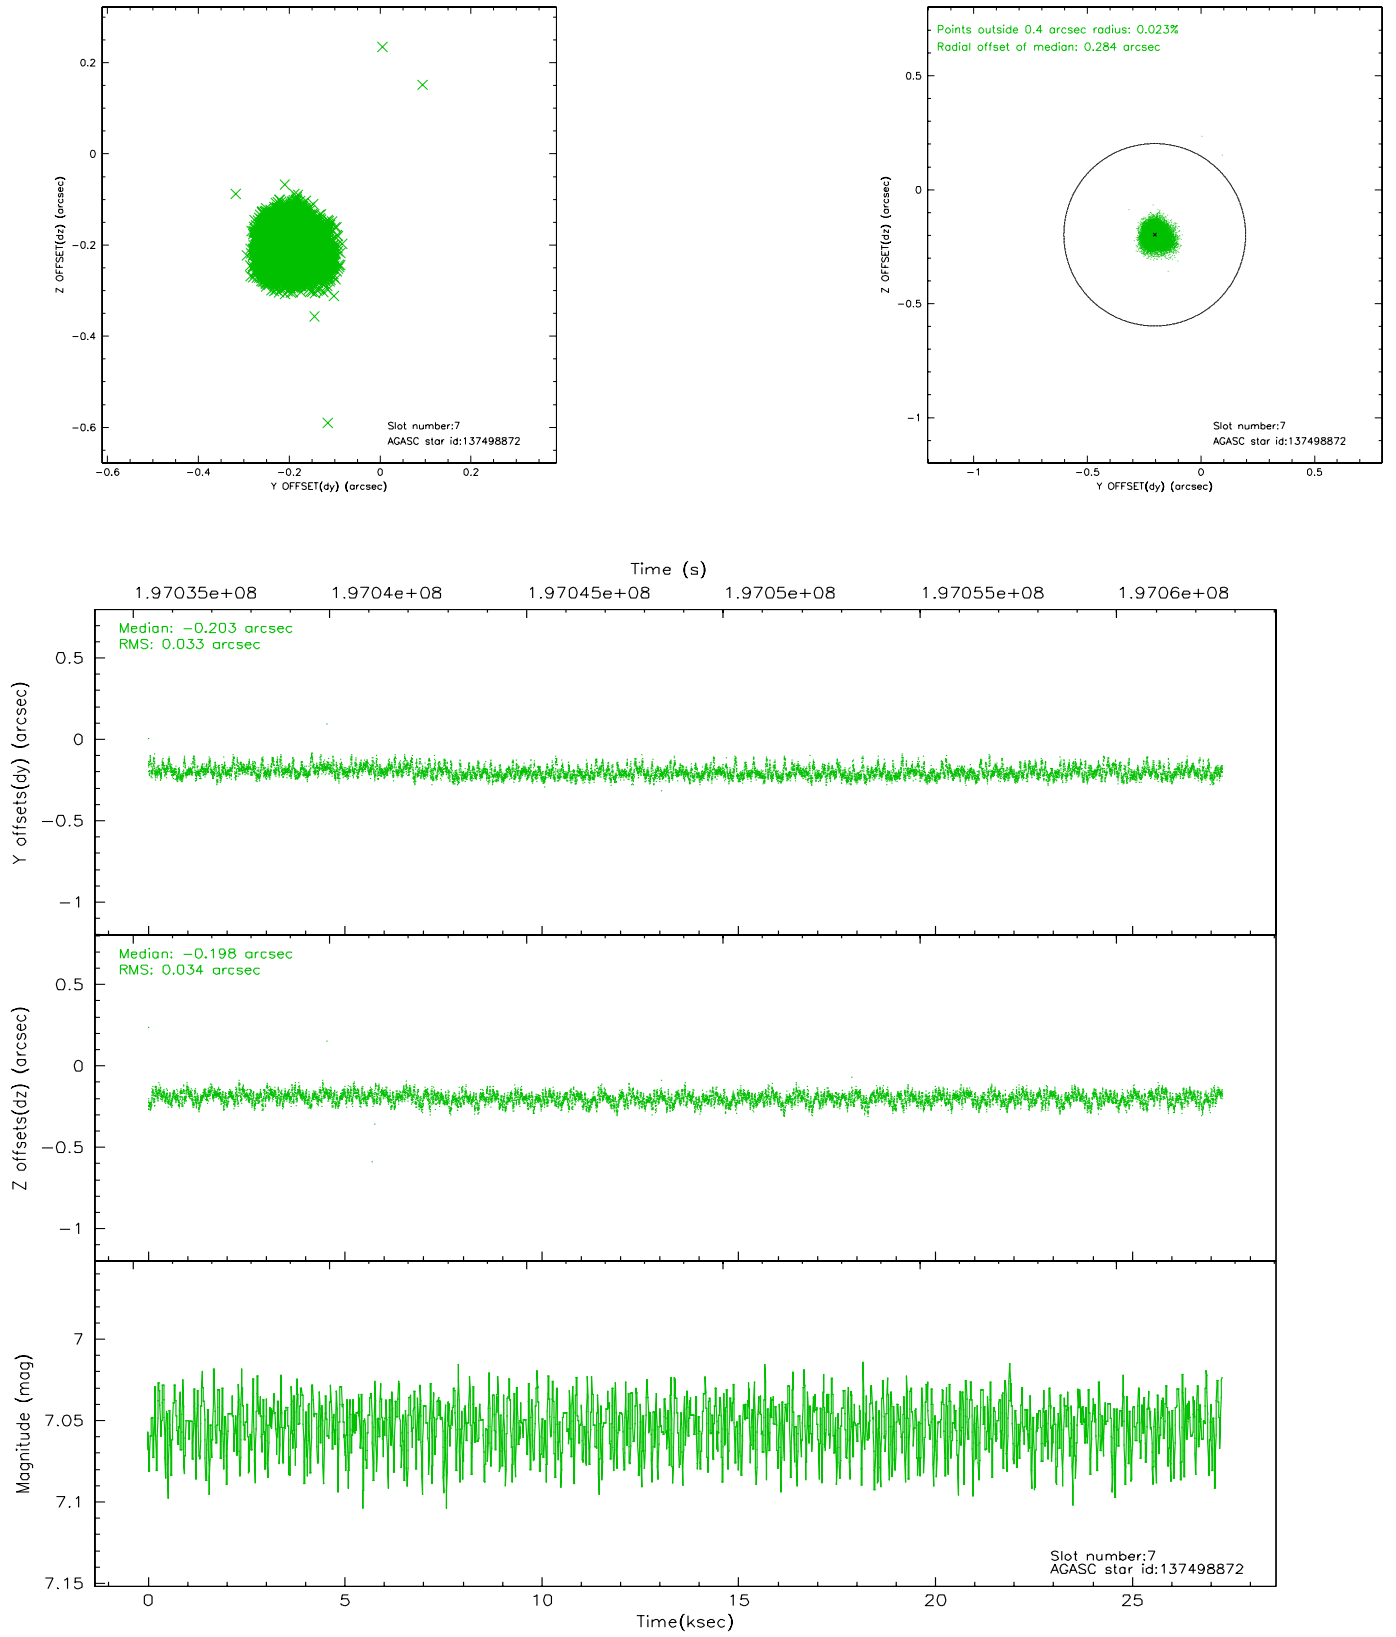 0.2
0
−0.2
−0.4
−0.6
Z OFFSET(dz) (arcsec)
Slot number:7
AGASC star id:137498872
−0.6
−0.4
−0.2
0
0.2
Y OFFSET(dy) (arcsec)
Points outside 0.4 arcsec radius: 0.023%
Radial offset of median: 0.284 arcsec
0.5
0
−0.5
−1
Z OFFSET(dz) (arcsec)
Slot number:7
AGASC star id:137498872
−1
−0.5
0
0.5
Y OFFSET(dy) (arcsec)
Time (s)
1.97035e+08
1.9704e+08
1.97045e+08
1.9705e+08
1.97055e+08
1.9706e+08
Median: −0.203 arcsec
RMS: 0.033 arcsec
0.5
0
−0.5
−1
Y offsets(dy) (arcsec)
Median: −0.198 arcsec
RMS: 0.034 arcsec
0.5
0
−0.5
−1
Z offsets(dz) (arcsec)
7
7.05
7.1
7.15
Magnitude (mag)
Slot number:7
AGASC star id:137498872
0
5
10
15
20
25
Time(ksec)